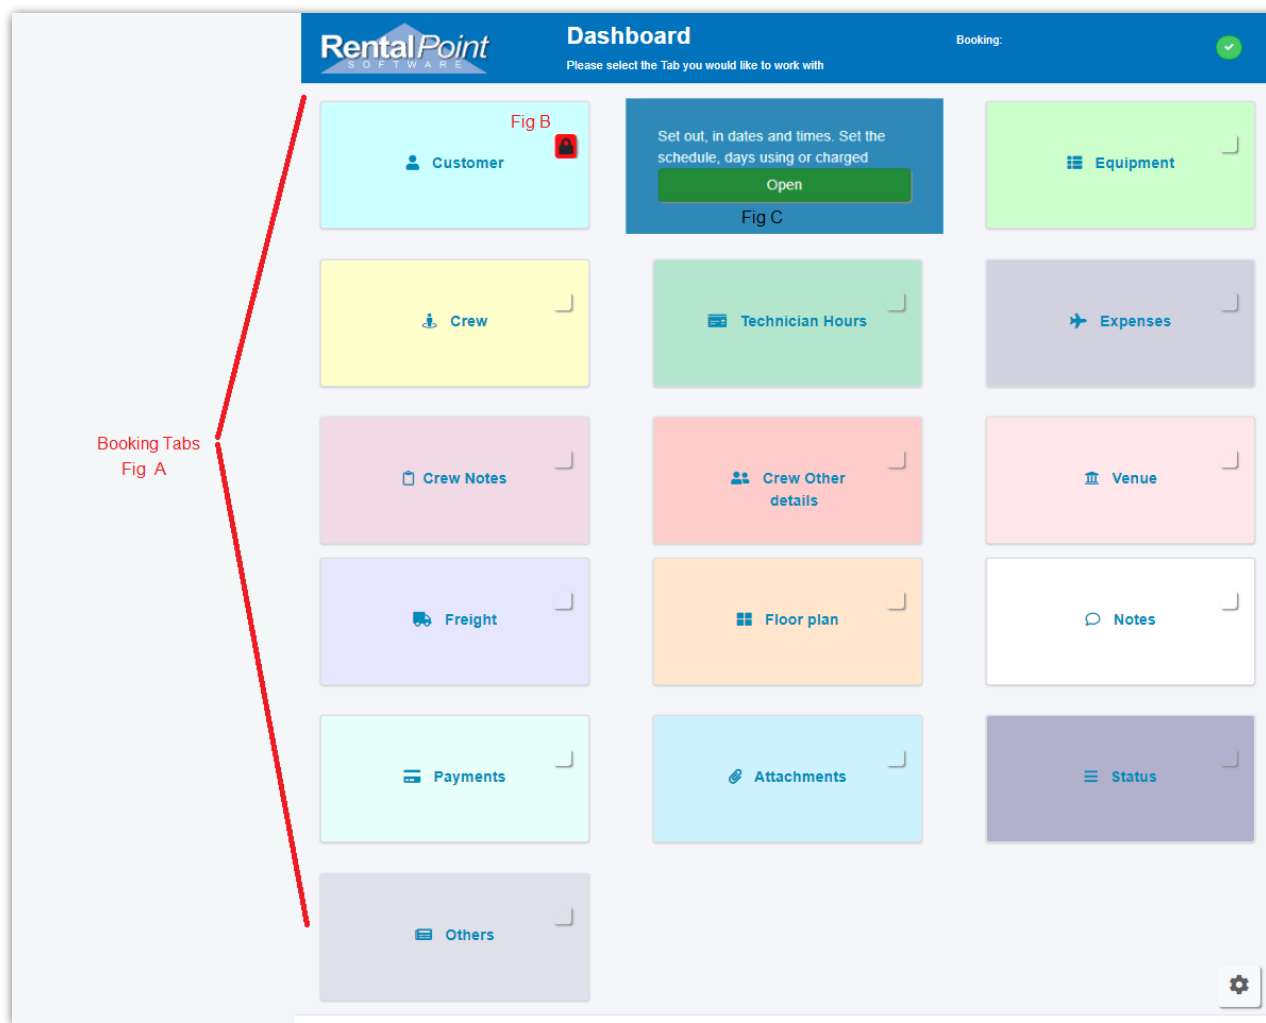 RentalPoint
SOFTWARE
Dashboard
Please select the Tab you would like to work with
Booking:
Fig B
Customer
Set out, in dates and times. Set the
schedule, days using or charged
Open
Fig C
Equipment
Crew
Technician Hours
Expenses
Booking Tabs
Fig A
Crew Notes
Crew Other
details
Venue
Freight
Floor plan
Notes
Payments
Attachments
Status
Others